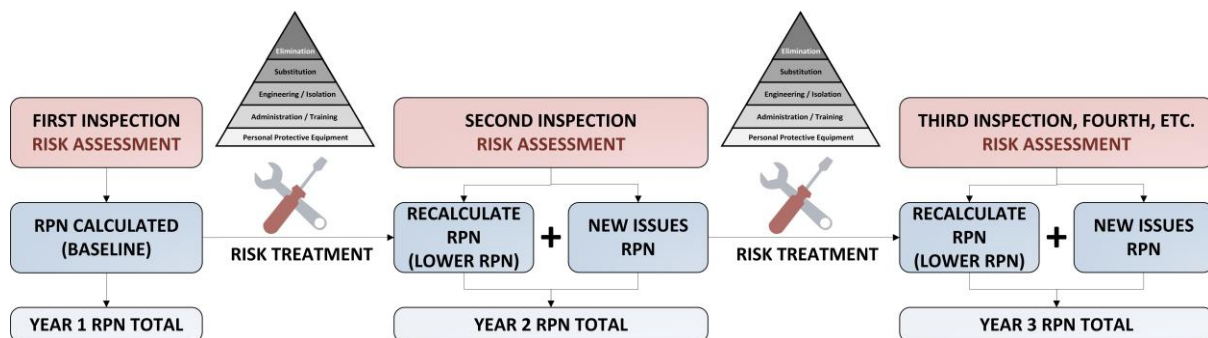 Elimination
Substitution
Engineering / Isolation
Administration / Training
Personal Protective Equipment
Elimination
Substitution
Engineering / Isolation
Administration / Training
Personal Protective Equipment
FIRST INSPECTION
RISK ASSESSMENT
SECOND INSPECTION
RISK ASSESSMENT
THIRD INSPECTION, FOURTH, ETC.
RISK ASSESSMENT
RPN CALCULATED
(BASELINE)
RISK TREATMENT
RECALCULATE
RPN
(LOWER RPN)
+
NEW ISSUES
RPN
RISK TREATMENT
RECALCULATE
RPN
(LOWER RPN)
+
NEW ISSUES
RPN
YEAR 1 RPN TOTAL
YEAR 2 RPN TOTAL
YEAR 3 RPN TOTAL